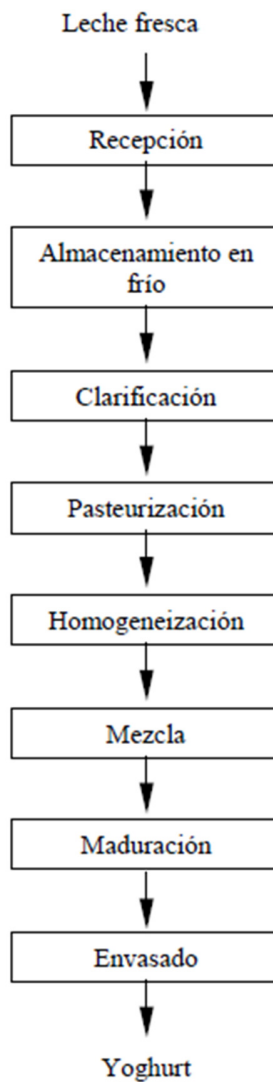 Leche fresca
Recepción
Almacenamiento en
frío
Clarificación
Pasteurización
Homogeneización
Mezcla
Maduración
Envasado
Yoghurt